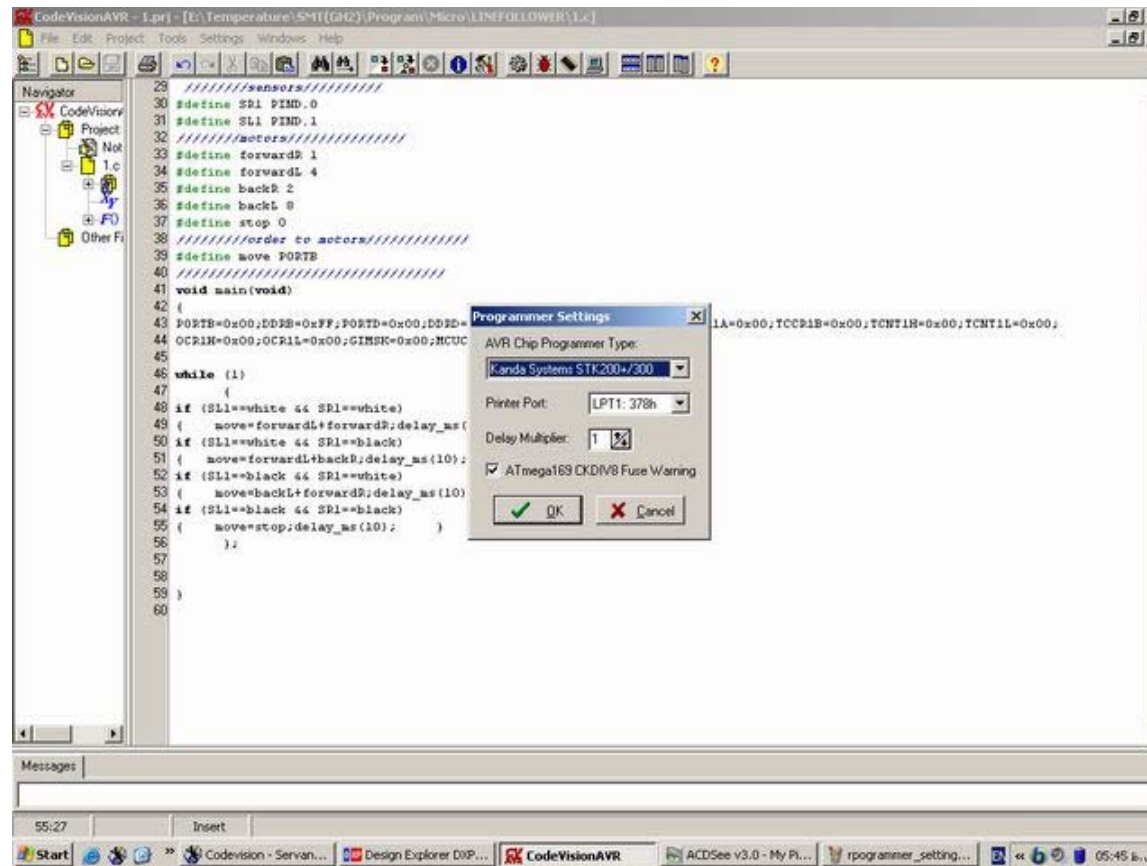 CodeVisionAVR - 1.prj - [E:\Temperature\SMT(GH2)\Program\Micro\LINEFOLLOWER\1.c]
File Edit Project Tools Settings Windows Help
Navigator
CodeVision
Project
Not
1.c
F()
Other Fi
29 ////////sensors//////////
30 #define SR1 PIND.0
31 #define SL1 PIND.1
32 ////////motors//////////////
33 #define forwardR 1
34 #define forwardL 4
35 #define backR 2
36 #define backL 8
37 #define stop 0
38 /////////order to motors/////////////
39 #define move PORTB
40 /////////////////////////////////
41 void main(void)
42 {
43 PORTB=0x00;DDRB=0xFF;PORTD=0x00;DDRD= 1A=0x00;TCCR1B=0x00;TCNT1H=0x00;TCNT1L=0x00;
44 OCR1H=0x00;OCR1L=0x00;GIMSK=0x00;MCUC
45
46 while (1)
47 {
48 if (SL1==white && SR1==white)
49 { move=forwardL+forwardR;delay_ms(
50 if (SL1==white && SR1==black)
51 { move=forwardL+backR;delay_ms(10);
52 if (SL1==black && SR1==white)
53 { move=backL+forwardR;delay_ms(10)
54 if (SL1==black && SR1==black)
55 { move=stop;delay_ms(10); }
56 };
57
58
59 }
60
Programmer Settings
AVR Chip Programmer Type:
Kanda Systems STK200+/300
Printer Port: LPT1: 378h
Delay Multiplier: 1
ATmega169 CKDIV8 Fuse Warning
OK Cancel
Messages
55:27 Insert
Start » Codevision - Servan... Design Explorer DXP... CodeVisionAVR ACDSee v3.0 - My Pi... rpogrammer_setting... EN « 05:45